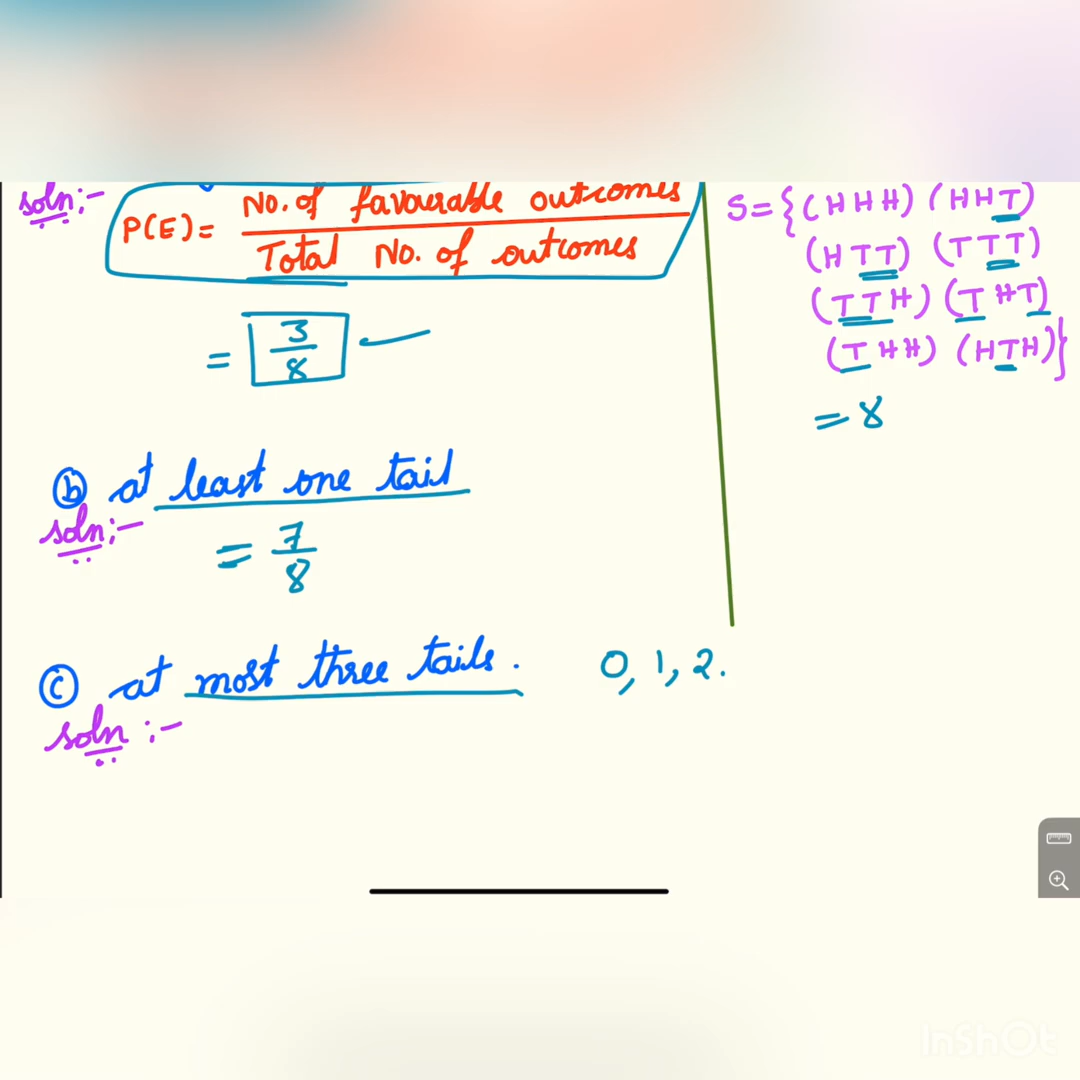 soln:-
P(E)= No. of favourable outcomes
Total No. of outcomes
= 3/8
S={(HHH) (HHT)
(HTT) (TTT)
(TTH) (THT)
(THH) (HTH)}
= 8
(b) at least one tail
soln:-
= 7/8
(c) at most three tails. 0, 1, 2.
soln :-
InShOt